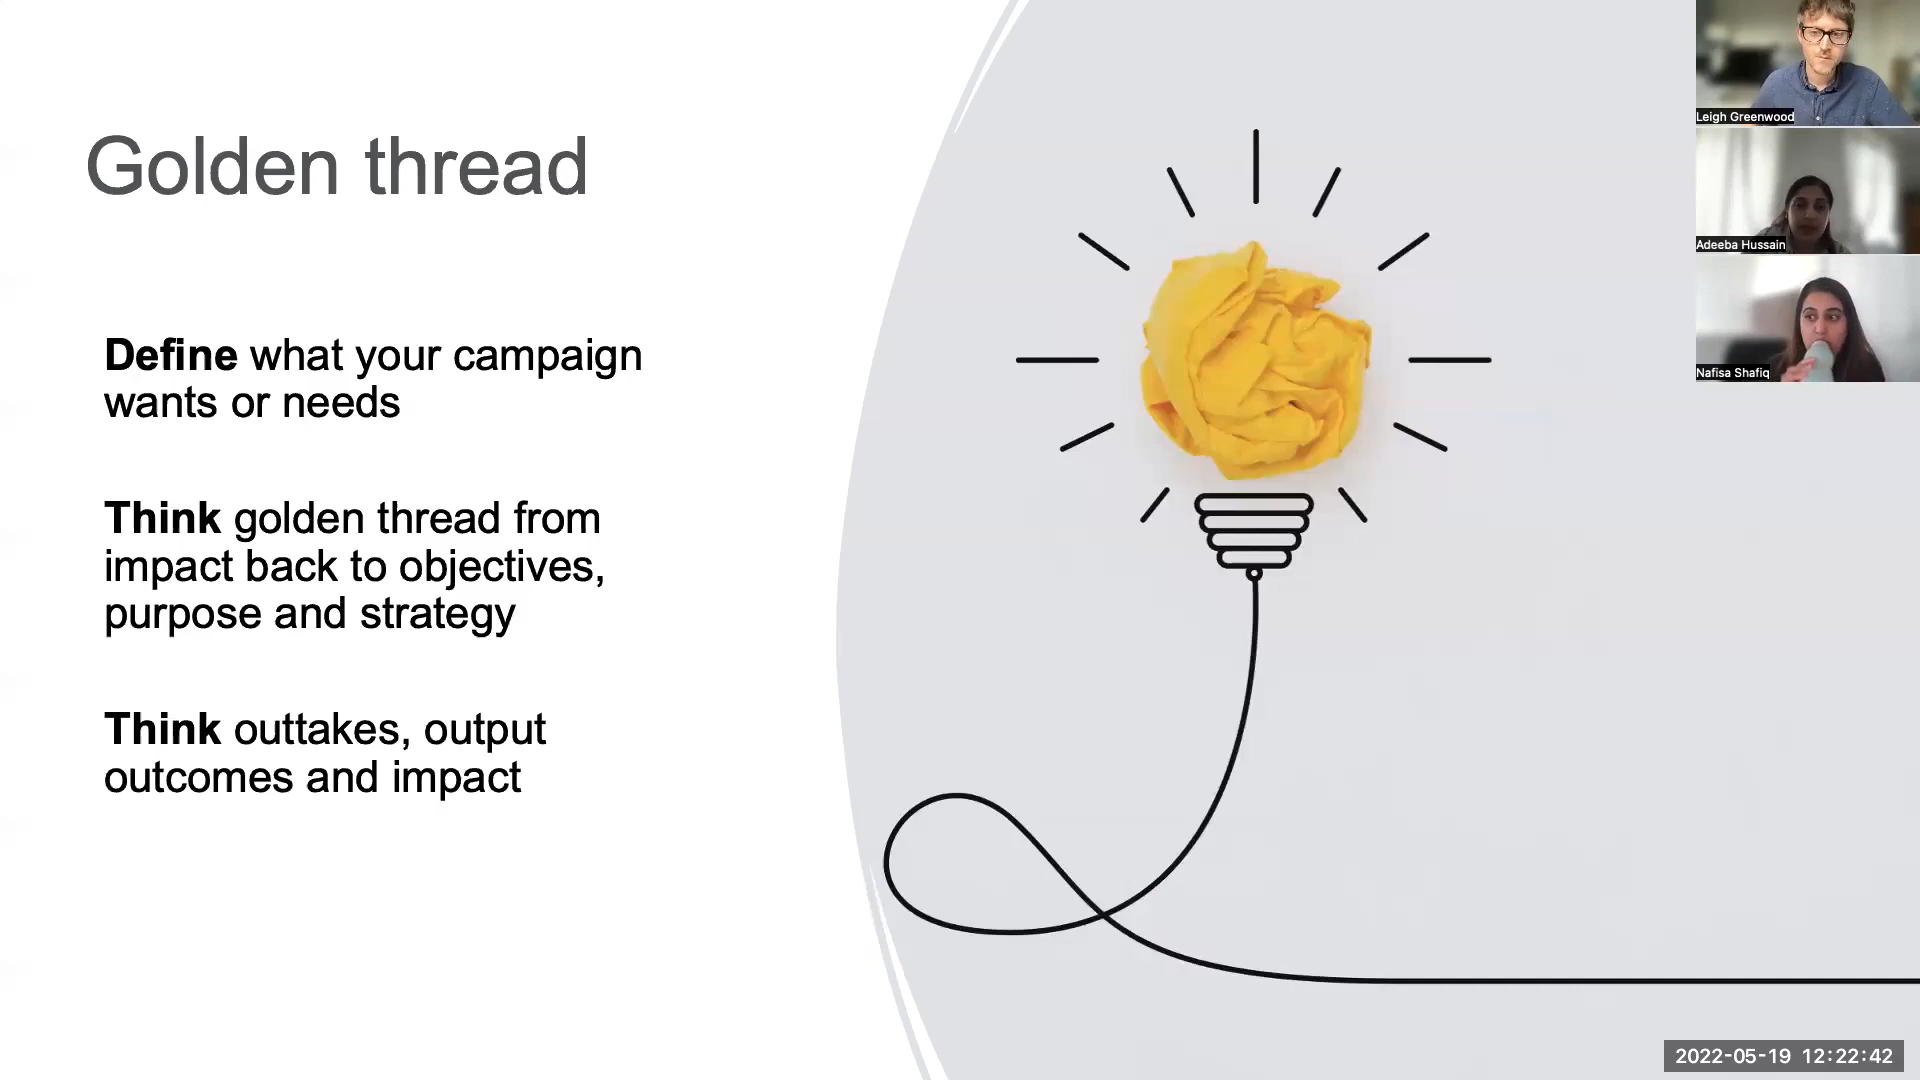 Golden thread
Define what your campaign
wants or needs
Think golden thread from
impact back to objectives,
purpose and strategy
Think outtakes, output
outcomes and impact
Leigh Greenwood
Adeeba Hussain
Nafisa Shafiq
2022-05-19 12:22:42